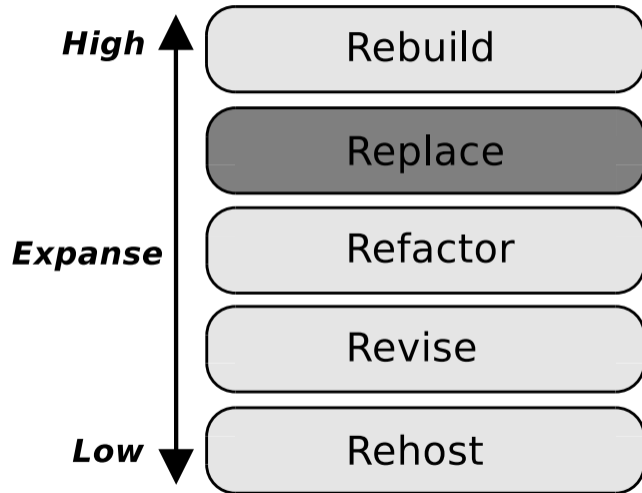 High
Rebuild
Replace
Expanse
Refactor
Revise
Low
Rehost